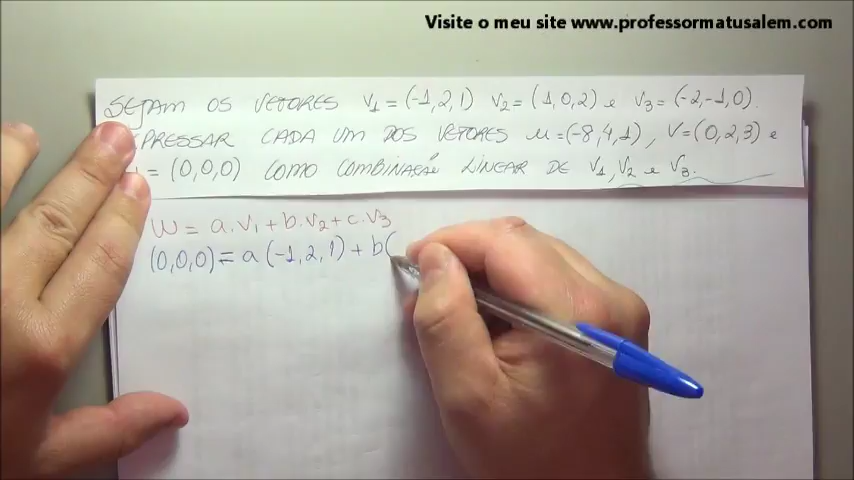 Visite o meu site www.professormatusalem.com
SEJAM OS VETORES V1 = (-1,2,1) V2 = (1,0,2) e V3 = (-2,-1,0).
PRESSAR CADA UM DOS VETORES u = (-8,4,1), V = (0,2,3) e
= (0,0,0) COMO COMBINAÇÃO LINEAR DE V1, V2 e V3.
W = a.V1 + b.V2 + c.V3
(0,0,0) = a (-1,2,1) + b(